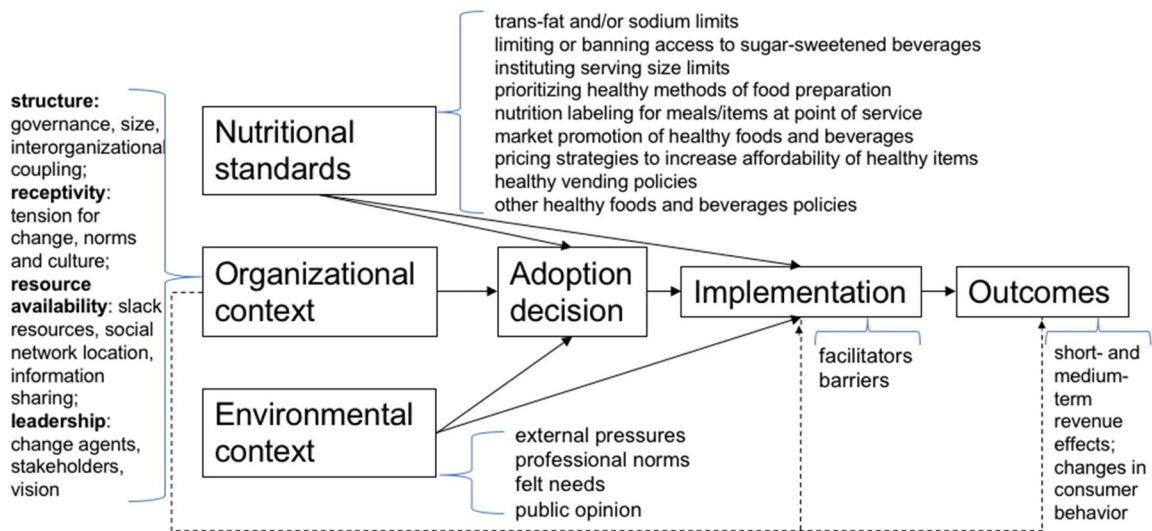 trans-fat and/or sodium limits
limiting or banning access to sugar-sweetened beverages
instituting serving size limits
prioritizing healthy methods of food preparation
nutrition labeling for meals/items at point of service
market promotion of healthy foods and beverages
pricing strategies to increase affordability of healthy items
healthy vending policies
other healthy foods and beverages policies
structure:
governance, size,
interorganizational
coupling;
receptivity:
tension for
change, norms
and culture;
resource
availability: slack
resources, social
network location,
information
sharing;
leadership:
change agents,
stakeholders,
vision
Nutritional
standards
Organizational
context
Environmental
context
Adoption
decision
Implementation
Outcomes
facilitators
barriers
short- and
medium-
term
revenue
effects;
changes in
consumer
behavior
external pressures
professional norms
felt needs
public opinion